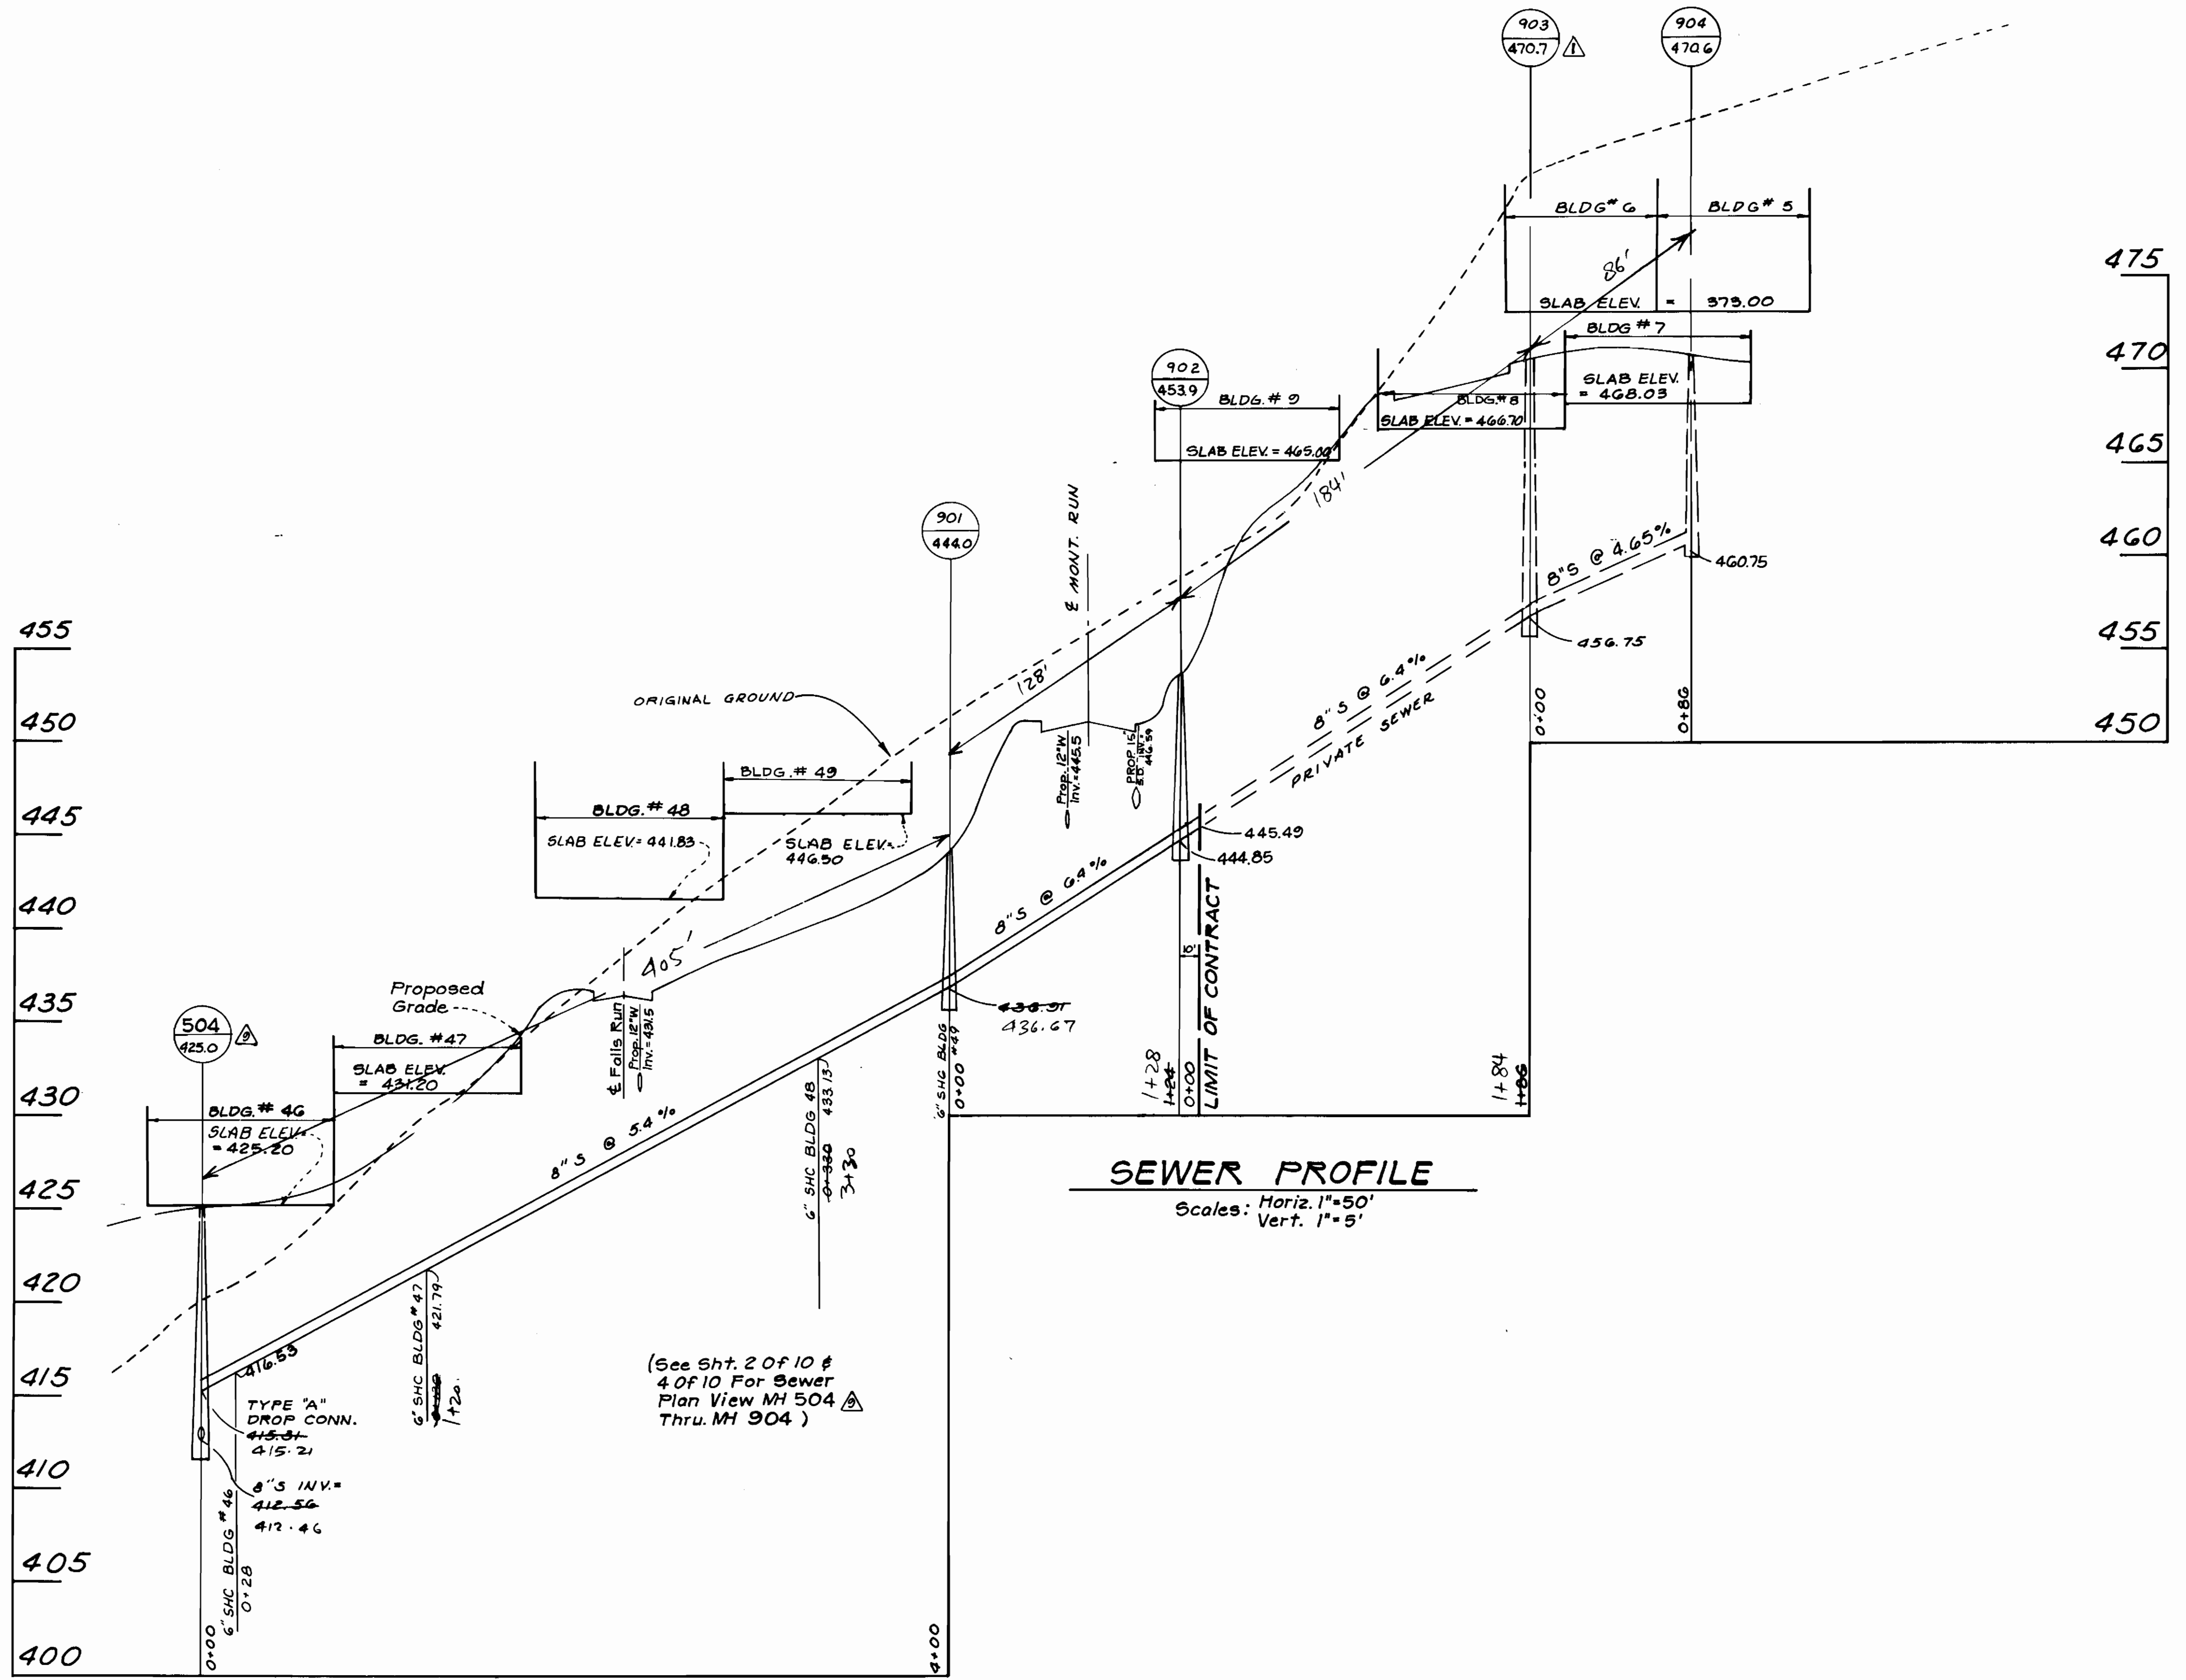 903
470.7
1
904
470.6
BLDG# 6
BLDG# 5
86'
SLAB ELEV. = 373.00
BLDG #7
SLAB ELEV.
= 468.03
BLDG.#8
SLAB ELEV. = 466.70
475
470
465
460
455
450
902
453.9
BLDG. # 9
SLAB ELEV. = 465.00
184'
901
444.0
℄ MONT. RUN
8"S @ 4.65%
460.75
456.75
8" S @ 6.4%
PRIVATE SEWER
0+00
0+86
455
450
445
440
435
430
425
420
415
410
405
400
ORIGINAL GROUND
128'
Prop. 12"W
Inv.=445.5
PROP 15"
S.D. INV.=
446.59
BLDG. # 49
BLDG. # 48
SLAB ELEV.= 441.83
SLAB ELEV.=
446.50
445.49
444.85
8" S @ 6.4%
10'
LIMIT OF CONTRACT
405'
Proposed
Grade
℄ Falls Run
Prop. 12"W
Inv.=431.5
436.91
436.67
504
425.0
9
BLDG. #47
SLAB ELEV.
= 431.20
BLDG. # 46
SLAB ELEV.
= 425.20
8" S @ 5.4%
6" SHC BLDG 48
0+330 433.13
3+30
6" SHC BLDG #49
0+00
1+28
1+24
0+00
1+84
1+86
SEWER PROFILE
Scales: Horiz. 1"=50'
Vert. 1"=5'
416.53
6" SHC BLDG #47
421.79
1+20.
TYPE "A"
DROP CONN.
415.31
415.21
8"S INV.=
412.56
412.46
6" SHC BLDG #46
0+28
0+00
4+00
(See Sht. 2 Of 10 &
4 Of 10 For Sewer
Plan View MH 504 9
Thru. MH 904 )